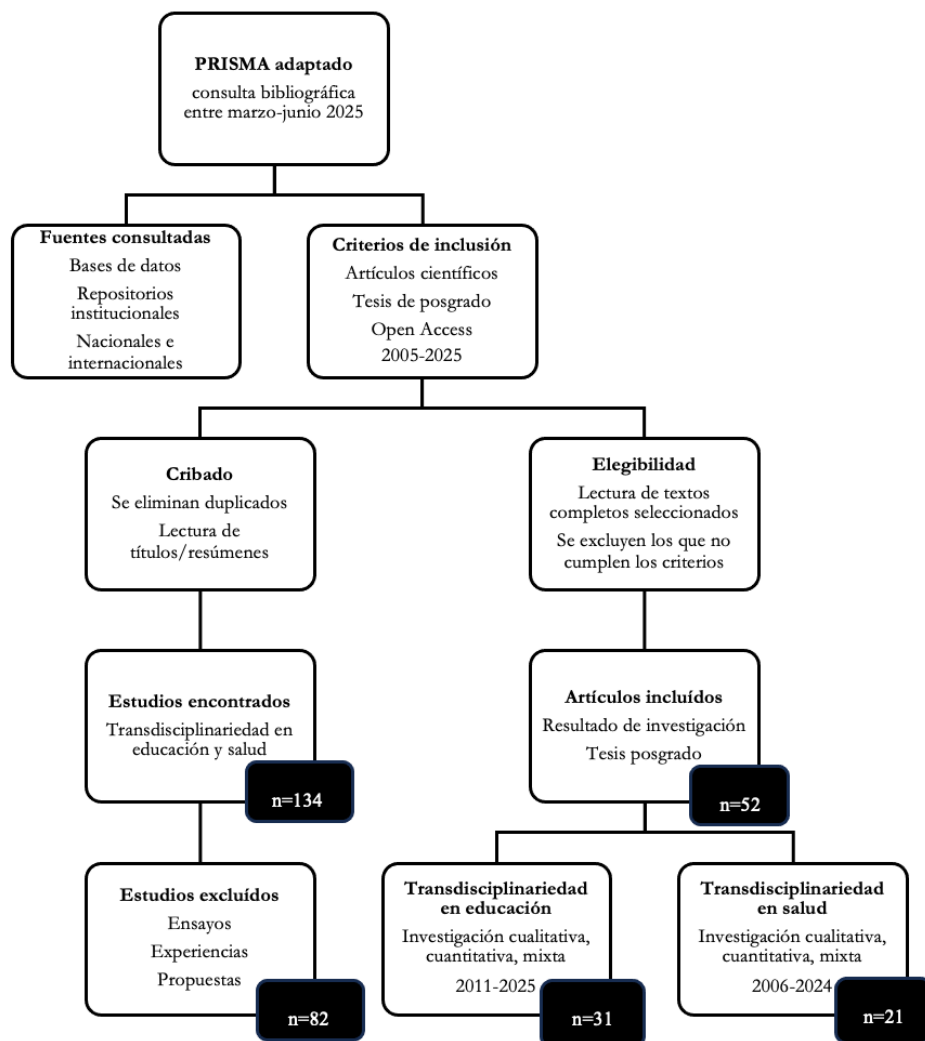 PRISMA adaptado
consulta bibliográfica
entre marzo-junio 2025
Fuentes consultadas
Bases de datos
Repositorios
institucionales
Nacionales e
internacionales
Criterios de inclusión
Artículos científicos
Tesis de posgrado
Open Access
2005-2025
Cribado
Se eliminan duplicados
Lectura de
títulos/resúmenes
Elegibilidad
Lectura de textos
completos seleccionados
Se excluyen los que no
cumplen los criterios
Estudios encontrados
Transdisciplinariedad en
educación y salud
n=134
Artículos incluídos
Resultado de investigación
Tesis posgrado
n=52
Estudios excluídos
Ensayos
Experiencias
Propuestas
n=82
Transdisciplinariedad
en educación
Investigación cualitativa,
cuantitativa, mixta
2011-2025
n=31
Transdisciplinariedad
en salud
Investigación cualitativa,
cuantitativa, mixta
2006-2024
n=21